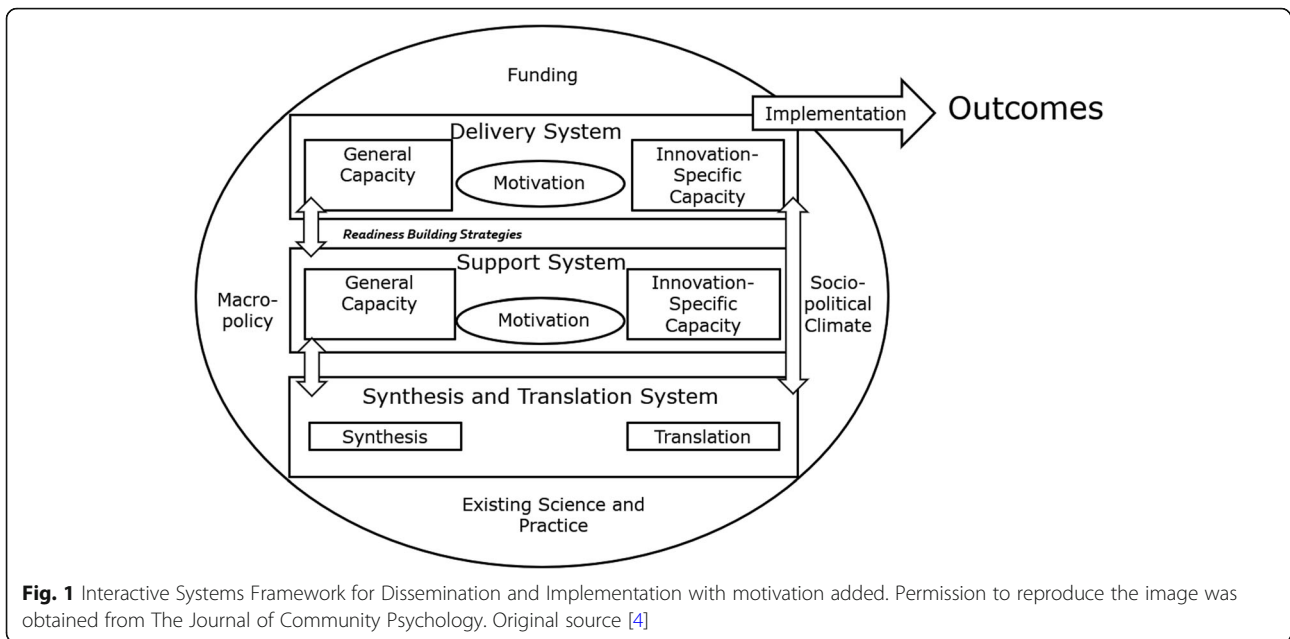 Funding
Implementation
Outcomes
Delivery System
General
Capacity
Motivation
Innovation-
Specific
Capacity
Readiness Building Strategies
Support System
General
Capacity
Motivation
Innovation-
Specific
Capacity
Macro-
policy
Socio-
political
Climate
Synthesis and Translation System
Synthesis
Translation
Existing Science and
Practice
Fig. 1 Interactive Systems Framework for Dissemination and Implementation with motivation added. Permission to reproduce the image was
obtained from The Journal of Community Psychology. Original source [4]